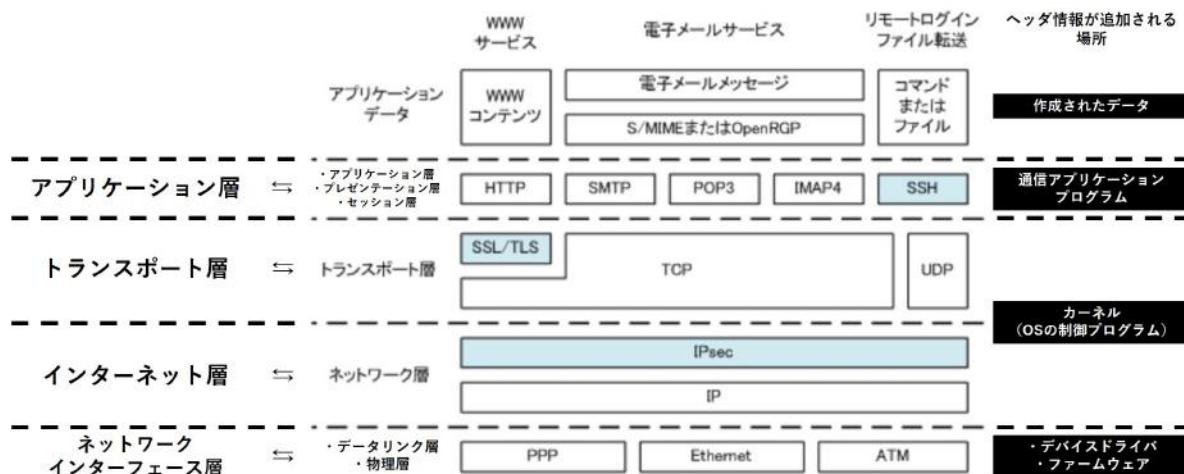 WWW
サービス
電子メールサービス
リモートログイン
ファイル転送
ヘッダ情報が追加される
場所
アプリケーション
データ
WWW
コンテンツ
電子メールメッセージ
S/MIMEまたはOpenRGP
コマンド
または
ファイル
作成されたデータ
アプリケーション層
⇆
・アプリケーション層
・プレゼンテーション層
・セッション層
HTTP
SMTP
POP3
IMAP4
SSH
通信アプリケーション
プログラム
トランスポート層
⇆
トランスポート層
SSL/TLS
TCP
UDP
カーネル
(OSの制御プログラム)
インターネット層
⇆
ネットワーク層
IPsec
IP
ネットワーク
インターフェース層
⇆
・データリンク層
・物理層
PPP
Ethernet
ATM
・デバイスドライバ
・ファームウェア